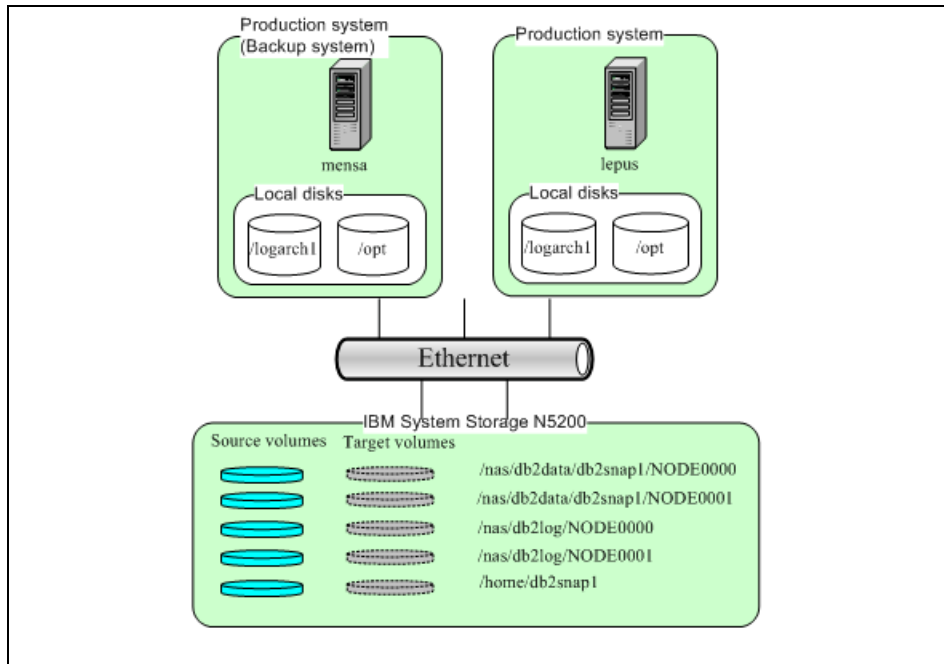 Production system
(Backup system)
mensa
Local disks
/logarch1
/opt
Production system
lepus
Local disks
/logarch1
/opt
Ethernet
IBM System Storage N5200
Source volumes
Target volumes
/nas/db2data/db2snap1/NODE0000
/nas/db2data/db2snap1/NODE0001
/nas/db2log/NODE0000
/nas/db2log/NODE0001
/home/db2snap1